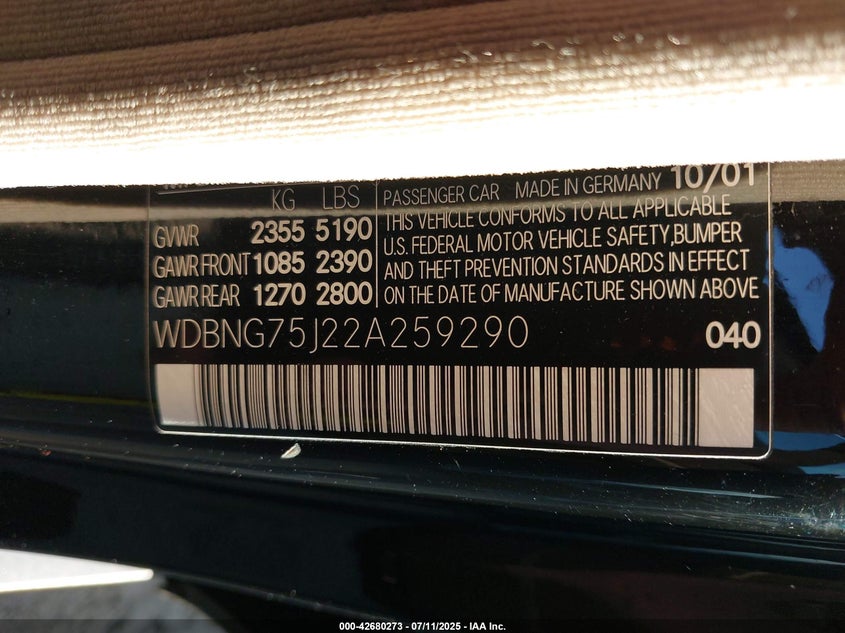 KG LBS
GVWR 2355 5190
GAWR FRONT 1085 2390
GAWR REAR 1270 2800
PASSENGER CAR MADE IN GERMANY 10/01
THIS VEHICLE CONFORMS TO ALL APPLICABLE
U.S. FEDERAL MOTOR VEHICLE SAFETY,BUMPER
AND THEFT PREVENTION STANDARDS IN EFFECT
ON THE DATE OF MANUFACTURE SHOWN ABOVE
WDBNG75J22A259290 040
000-42680273 - 07/11/2025 - IAA Inc.